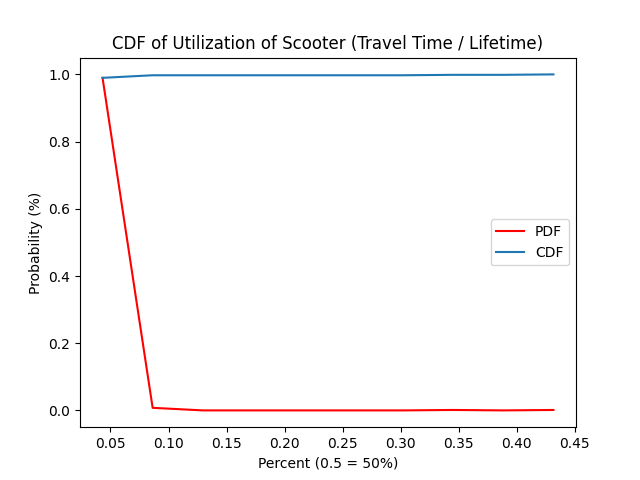 CDF of Utilization of Scooter (Travel Time / Lifetime)
1.0
0.8
0.6
0.4
0.2
0.0
Probability (%)
PDF
CDF
0.05 0.10 0.15 0.20 0.25 0.30 0.35 0.40 0.45
Percent (0.5 = 50%)